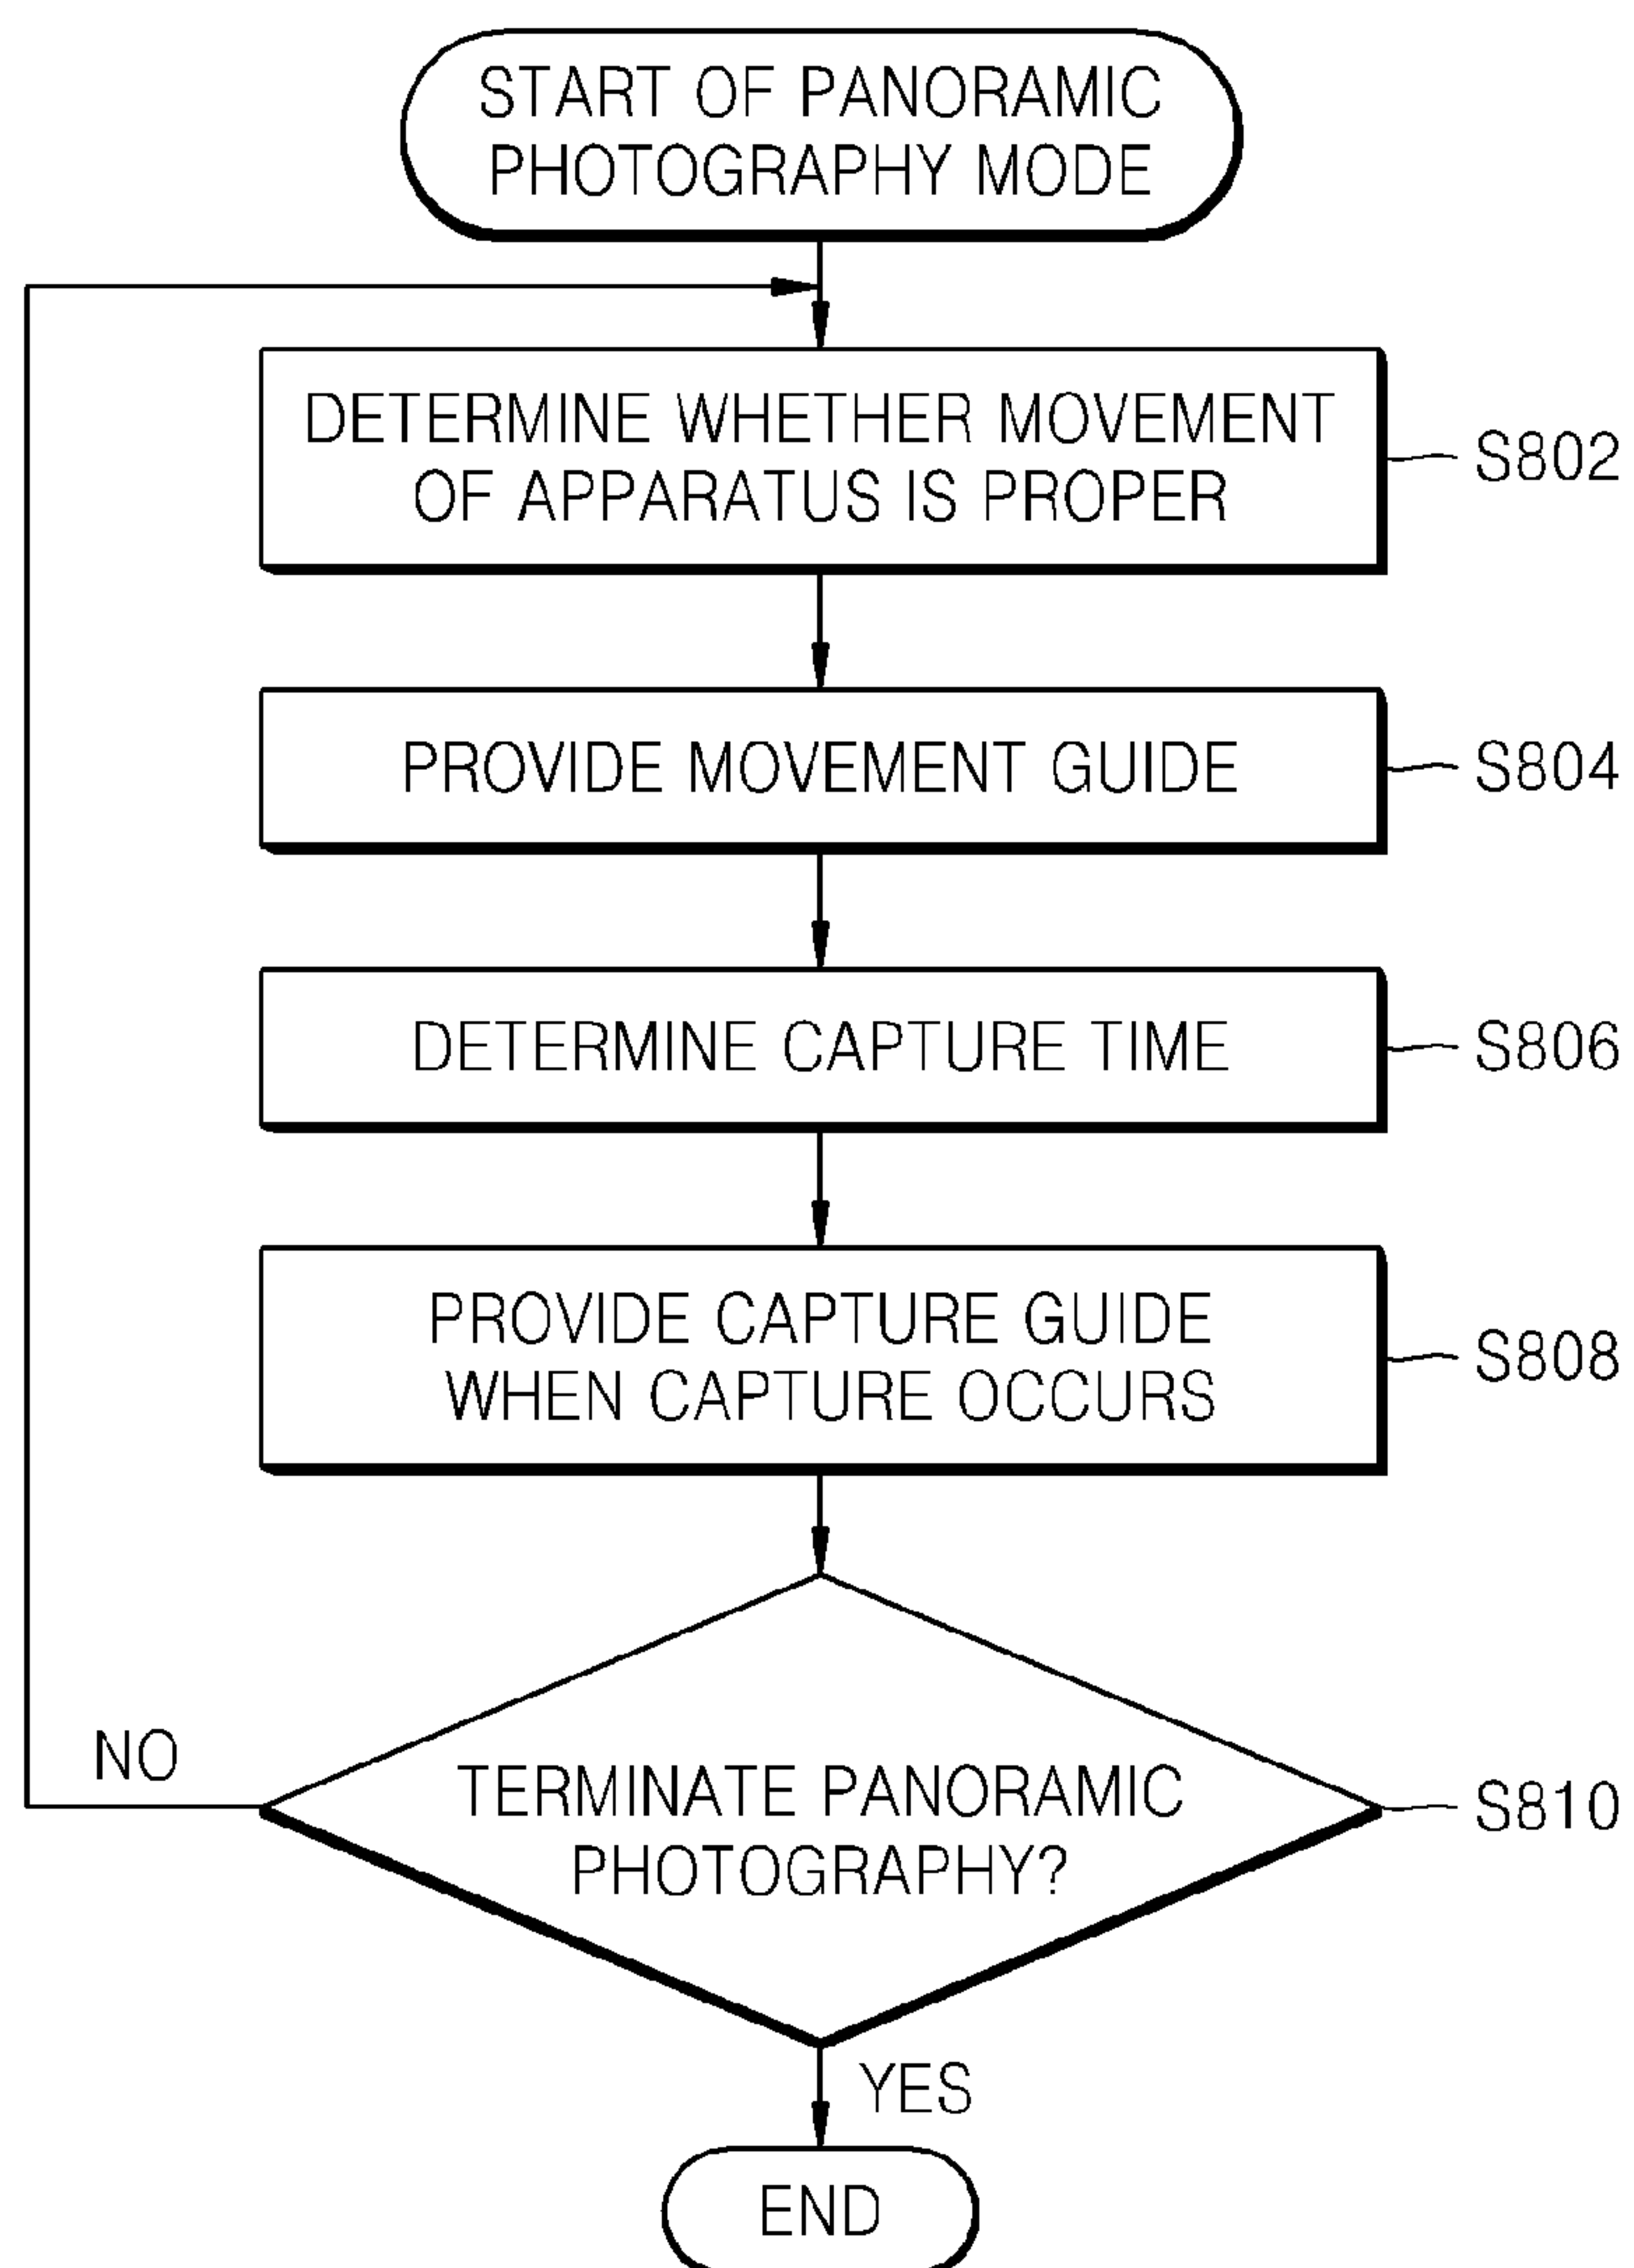 START OF PANORAMIC
PHOTOGRAPHY MODE
DETERMINE WHETHER MOVEMENT
OF APPARATUS IS PROPER
S802
PROVIDE MOVEMENT GUIDE
S804
DETERMINE CAPTURE TIME
S806
PROVIDE CAPTURE GUIDE
WHEN CAPTURE OCCURS
S808
NO
TERMINATE PANORAMIC
PHOTOGRAPHY?
S810
YES
END